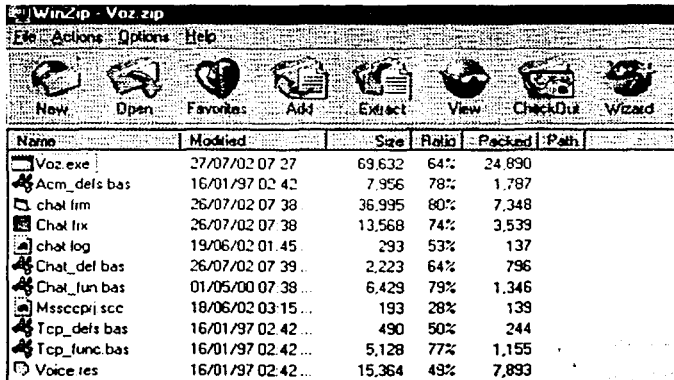 WinZip - Voz.zip
File Actions Options Help
New Open Favorites Add Extract View CheckOut Wizard
Name Modified Size Ratio Packed Path
Voz.exe 27/07/02 07:27 69,632 64% 24,890
Acm_defs.bas 16/01/97 02:42 7,956 78% 1,787
chat.frm 26/07/02 07:38 36,995 80% 7,348
Chat.frx 26/07/02 07:38 13,568 74% 3,539
chat.log 19/06/02 01:45... 293 53% 137
Chat_def.bas 26/07/02 07:39... 2,223 64% 796
Chat_fun.bas 01/05/00 07:38... 6,429 79% 1,346
Mssccprj.scc 18/06/02 03:15... 193 28% 139
Tcp_defs.bas 16/01/97 02:42... 490 50% 244
Tcp_func.bas 16/01/97 02:42... 5,128 77% 1,155
Voice.res 16/01/97 02:42... 15,364 49% 7,893